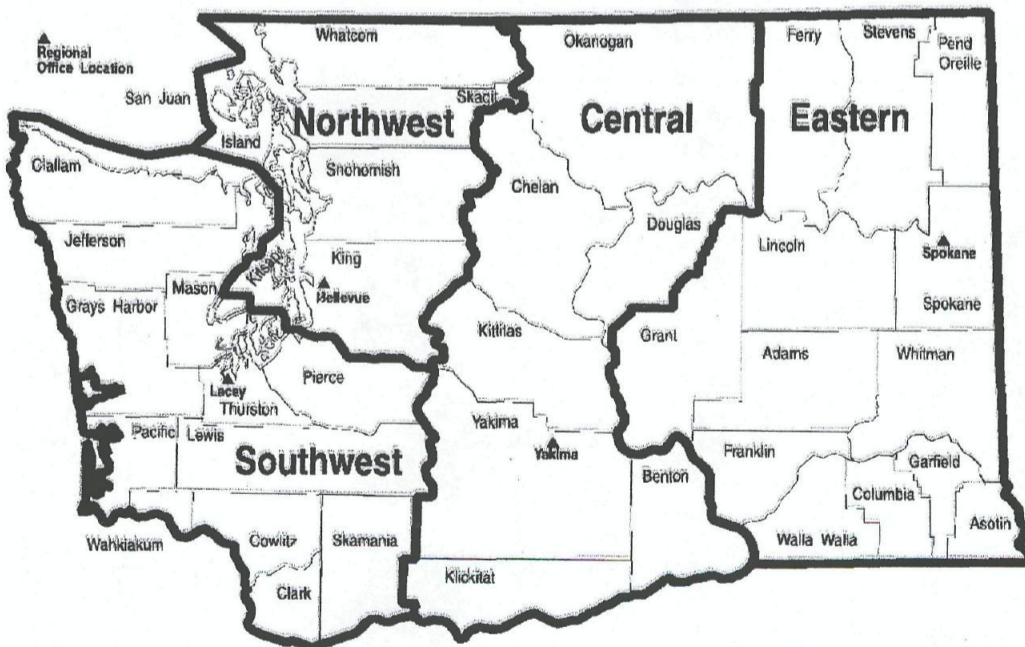 Regional
Office Location
San Juan
Whatcom
Skagit
Northwest
Island
Snohomish
King
Kitsap
Bellevue
Okanogan
Central
Chelan
Douglas
Kittitas
Yakima
Yakima
Benton
Klickitat
Ferry
Stevens
Pend
Oreille
Eastern
Lincoln
Spokane
Spokane
Grant
Adams
Whitman
Franklin
Garfield
Columbia
Walla Walla
Asotin
Clallam
Jefferson
Mason
Grays Harbor
Pierce
Lacey
Thurston
Pacific
Lewis
Southwest
Wahkiakum
Cowlitz
Skamania
Clark